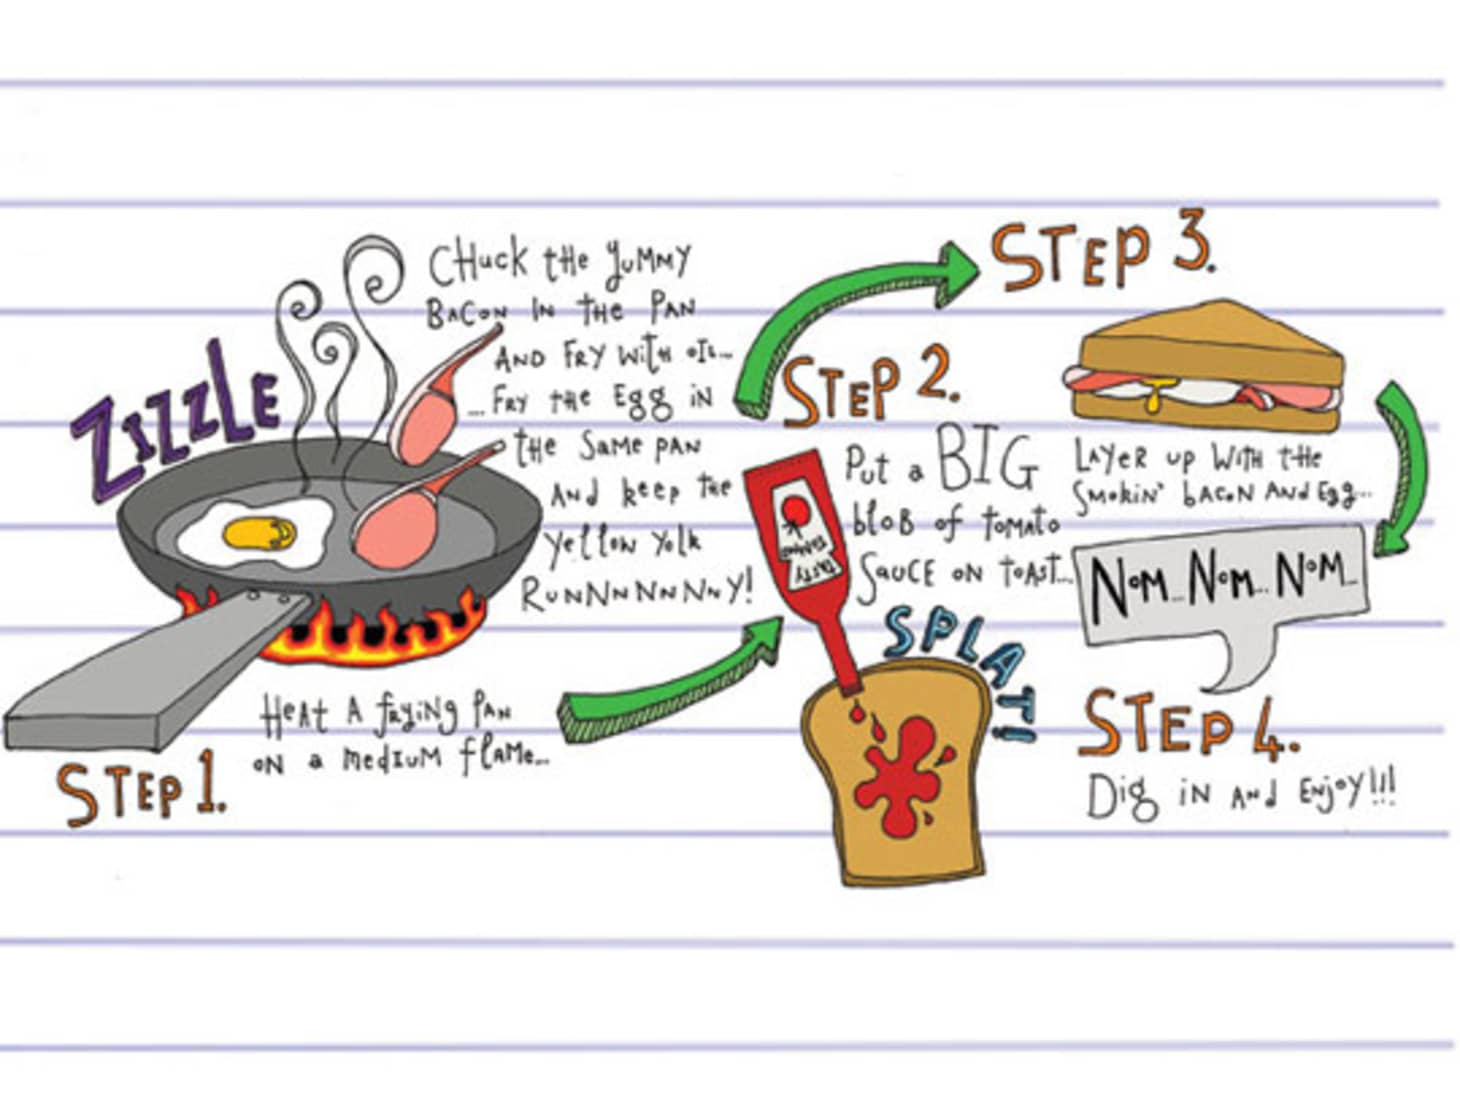 ZIZZLE
CHuck tHe yuMMY
BACON IN tHe PAN
AND FRY WitH OIL...
...FRY tHe Egg iN
tHe SaMe PAN
ANd keep tHe
yellow yolk
RUNNNNNNNY!
HeAt A fRyiNg PAN
ON a MeDIUM flAMe...
STEP 1.
STEP 2.
Put a BIG
bloB of toMAto
SAUCE ON toAST...
TASTY
TOMATO
SPLAT!
STEP 3.
LAYER up WitH tHe
SMokiN' bACoN ANd Egg...
NOM... NOM... NOM...
STEP 4.
Dig iN ANd ENjOY!!!